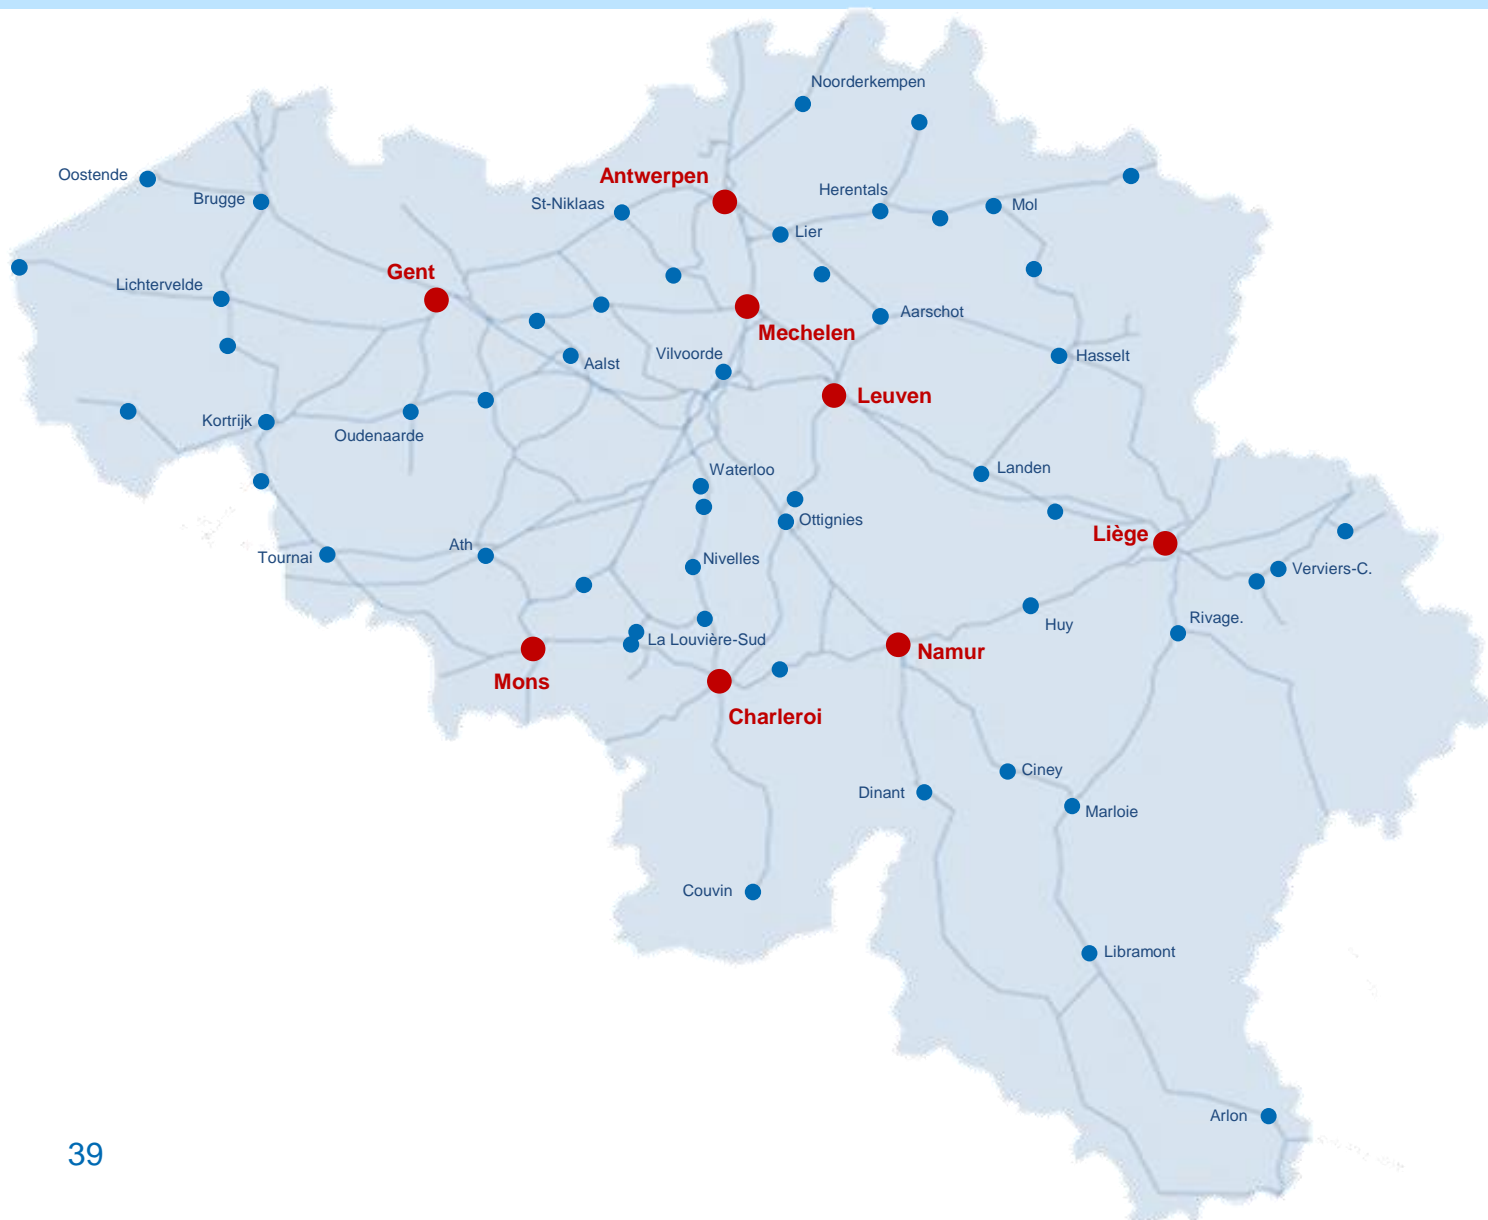 Noorderkempen
Oostende
Antwerpen
Brugge
St-Niklaas
Herentals
Mol
Lier
Gent
Lichtervelde
Aarschot
Mechelen
Vilvoorde
Aalst
Hasselt
Leuven
Kortrijk
Oudenaarde
Waterloo
Landen
Ottignies
Liège
Ath
Tournai
Nivelles
Verviers-C.
Huy
Rivage.
La Louvière-Sud
Namur
Mons
Charleroi
Ciney
Dinant
Marloie
Couvin
Libramont
Arlon
39